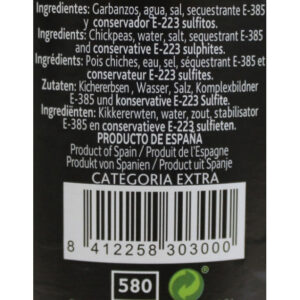 Ingredientes: Garbanzos, agua, sal, secuestrante E-385
y conservador E-223 sulfitos.
Ingredients: Chickpeas, water, salt, sequestrant E-385
and conservative E-223 sulphites.
Ingredients: Pois chiches, eau, sel, séquestrant E-385 et
conservateur E-223 sulfites.
Zutaten: Kichererbsen , Wasser, Salz, Komplexbildner
E-385 und konservative E-223 Sulfite.
Ingrediënten: Kikkererwten, water, zout, stabilisator
E-385 en conservative E-223 sulfieten.
PRODUCTO DE ESPAÑA
Product of Spain / Produit de l'Espagne
Produkt von Spanien / Product uit Spanje
CATEGORIA EXTRA
8 412258 303000
580